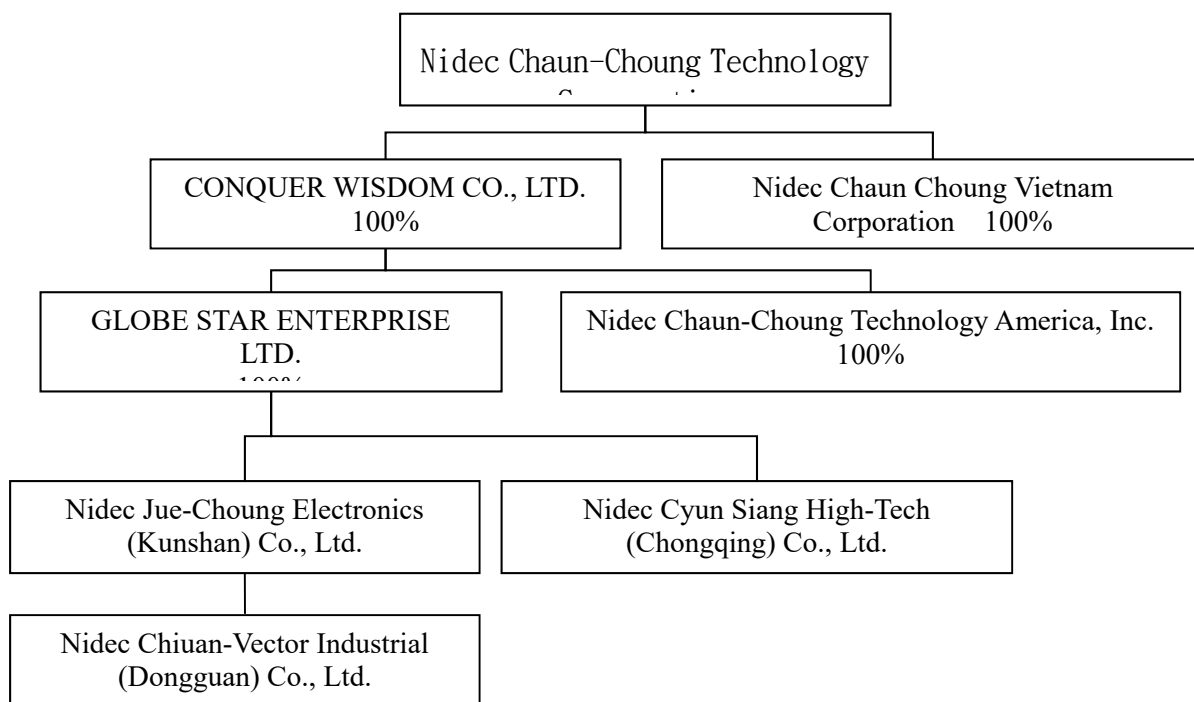 Nidec Chaun-Choung Technology
CONQUER WISDOM CO., LTD.
100%
Nidec Chaun Choung Vietnam
Corporation 100%
GLOBE STAR ENTERPRISE
LTD.
Nidec Chaun-Choung Technology America, Inc.
100%
Nidec Jue-Choung Electronics
(Kunshan) Co., Ltd.
Nidec Cyun Siang High-Tech
(Chongqing) Co., Ltd.
Nidec Chiuan-Vector Industrial
(Dongguan) Co., Ltd.